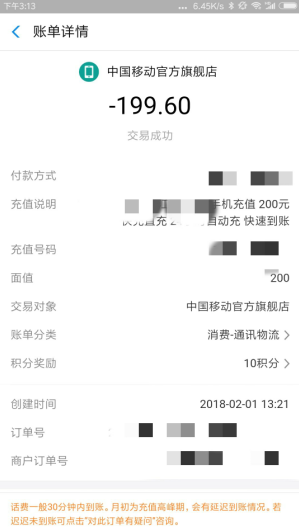 下午3:13
... 6.45K/s 4G
账单详情
中国移动官方旗舰店
-199.60
交易成功
付款方式
充值说明 手机充值 200元
快充直充 2 自动充 快速到账
充值号码
面值 200
交易对象 中国移动官方旗舰店
账单分类 消费-通讯物流
积分奖励 10积分
创建时间 2018-02-01 13:21
订单号
商户订单号
话费一般30分钟内到账。月初为充值高峰期，会有延迟到账情况。若
迟迟未到账可点击"对此订单有疑问"咨询。